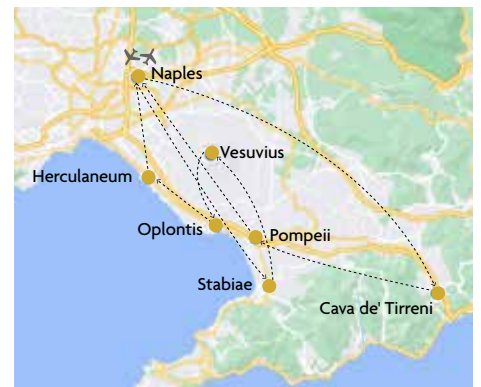 Naples
Vesuvius
Herculaneum
Oplontis
Pompeii
Stabiae
Cava de' Tirreni